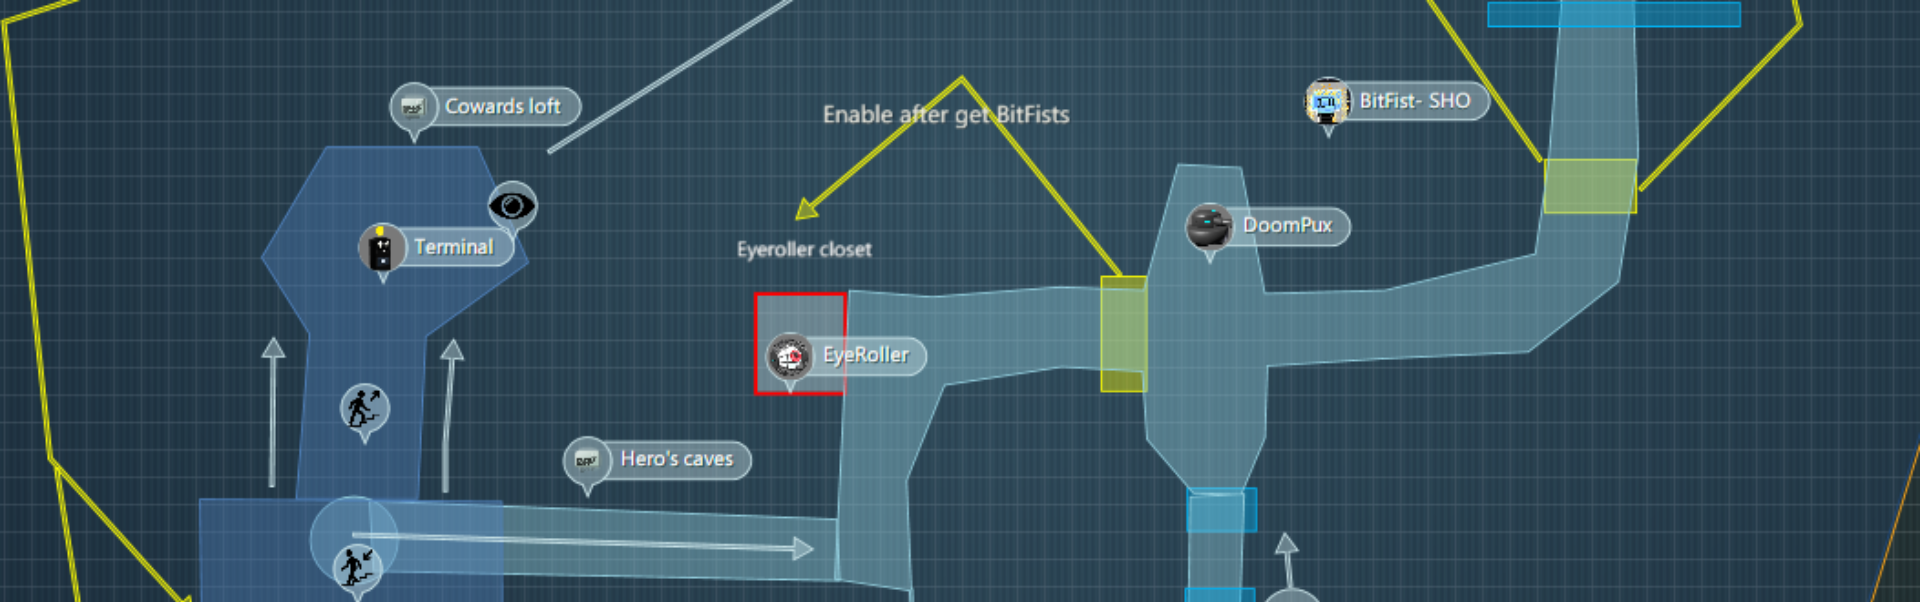 Cowards loft
Enable after get BitFists
BitFist- SHO
Terminal
Eyeroller closet
DoomPux
EyeRoller
Hero's caves